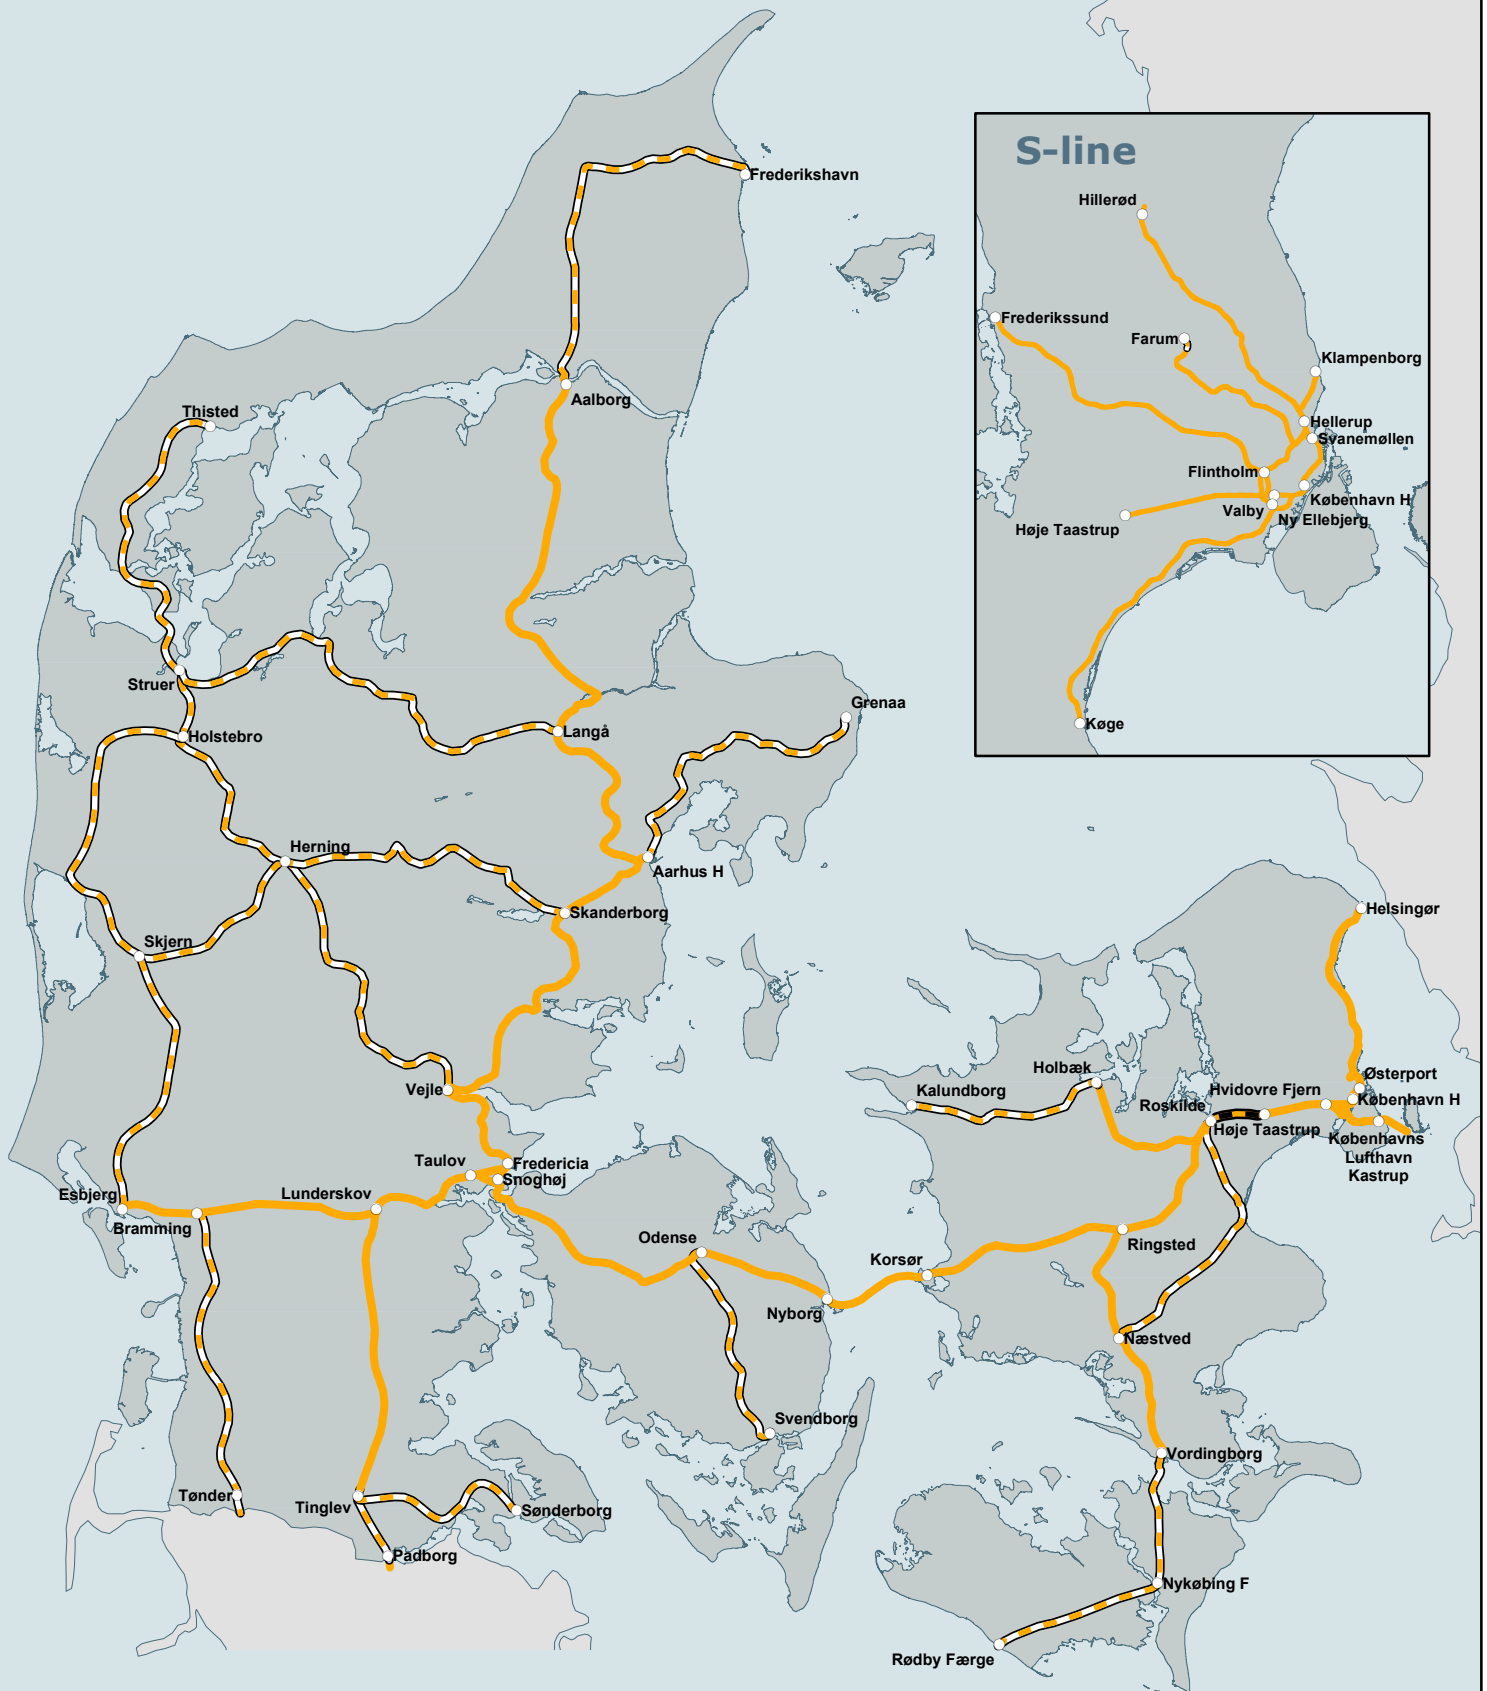 S-line
Hillerød
Frederikshavn
Frederikssund
Farum
Klampenborg
Aalborg
Thisted
Hellerup
Svanemøllen
Flintholm
København H
Valby
Ny Ellebjerg
Høje Taastrup
Struer
Grenaa
Køge
Langå
Holstebro
Herning
Aarhus H
Skanderborg
Helsingør
Skjern
Holbæk
Østerport
Vejle
Kalundborg
Hvidovre Fjern
København H
Roskilde
Høje Taastrup
Københavns
Lufthavn
Kastrup
Taulov
Fredericia
Snoghøj
Esbjerg
Lunderskov
Bramming
Odense
Ringsted
Korsør
Nyborg
Næstved
Svendborg
Vordingborg
Tønder
Tinglev
Sønderborg
Padborg
Nykøbing F
Rødby Færge